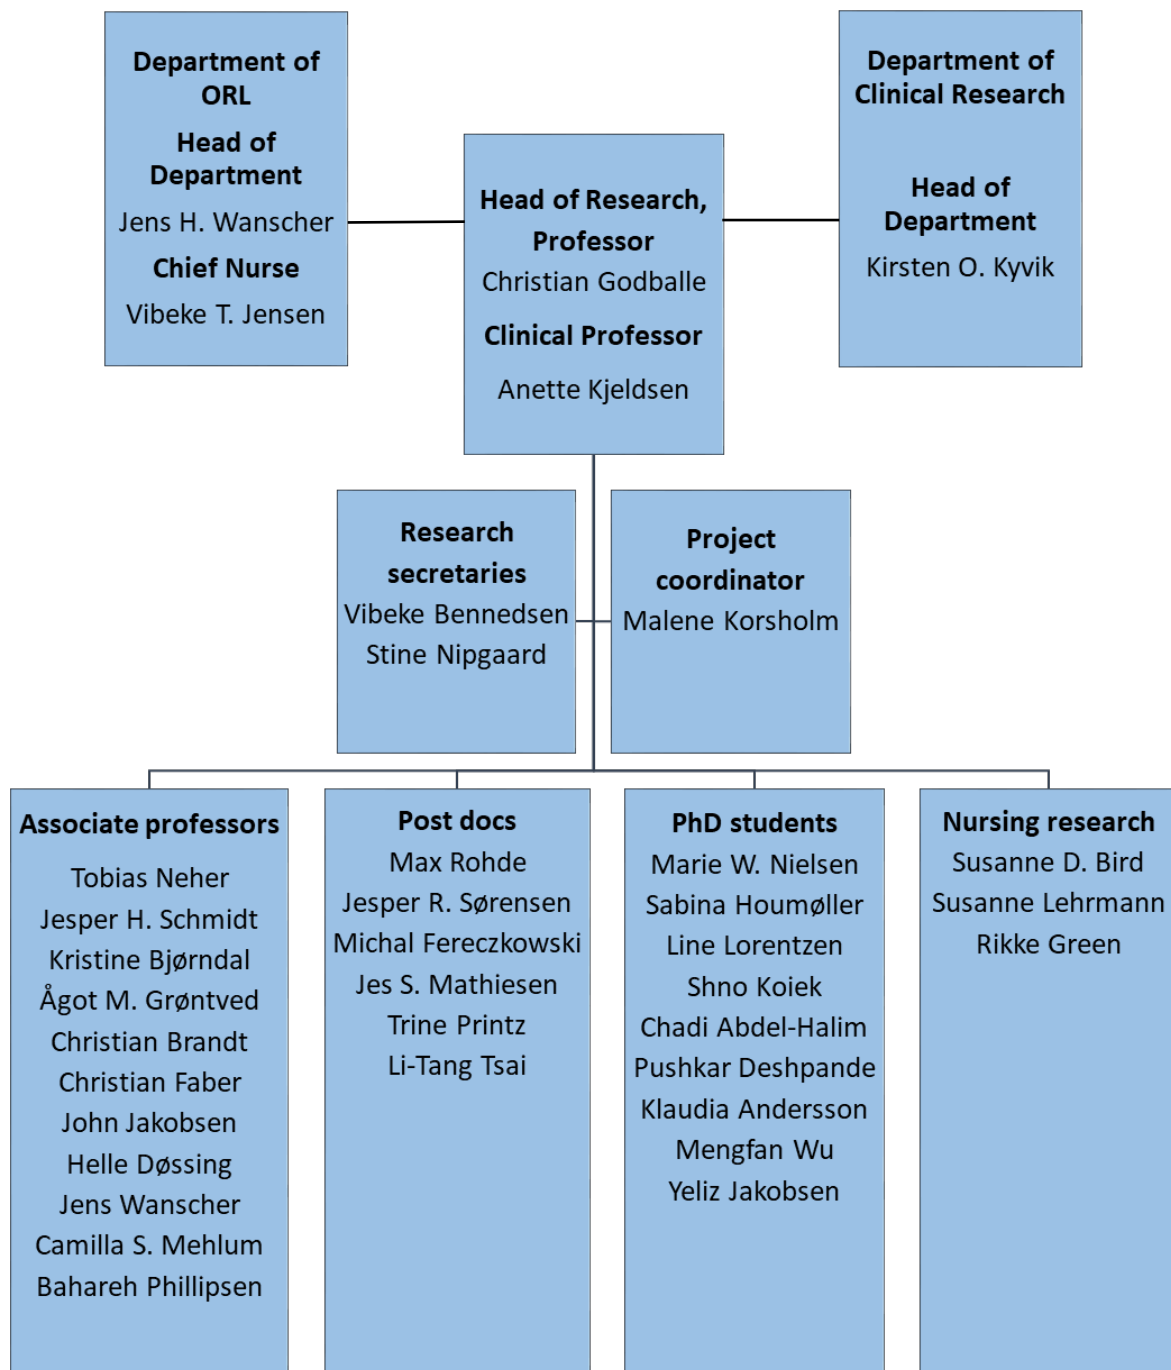 Department of
ORL
Head of
Department
Jens H. Wanscher
Chief Nurse
Vibeke T. Jensen
Head of Research,
Professor
Christian Godballe
Clinical Professor
Anette Kjeldsen
Department of
Clinical Research
Head of
Department
Kirsten O. Kyvik
Research
secretaries
Vibeke Bennedsen
Stine Nipgaard
Project
coordinator
Malene Korsholm
Associate professors
Tobias Neher
Jesper H. Schmidt
Kristine Bjørndal
Ågot M. Grøntved
Christian Brandt
Christian Faber
John Jakobsen
Helle Døssing
Jens Wanscher
Camilla S. Mehlum
Bahareh Phillipsen
Post docs
Max Rohde
Jesper R. Sørensen
Michal Fereczkowski
Jes S. Mathiesen
Trine Printz
Li-Tang Tsai
PhD students
Marie W. Nielsen
Sabina Houmøller
Line Lorentzen
Shno Koiek
Chadi Abdel-Halim
Pushkar Deshpande
Klaudia Andersson
Mengfan Wu
Yeliz Jakobsen
Nursing research
Susanne D. Bird
Susanne Lehrmann
Rikke Green